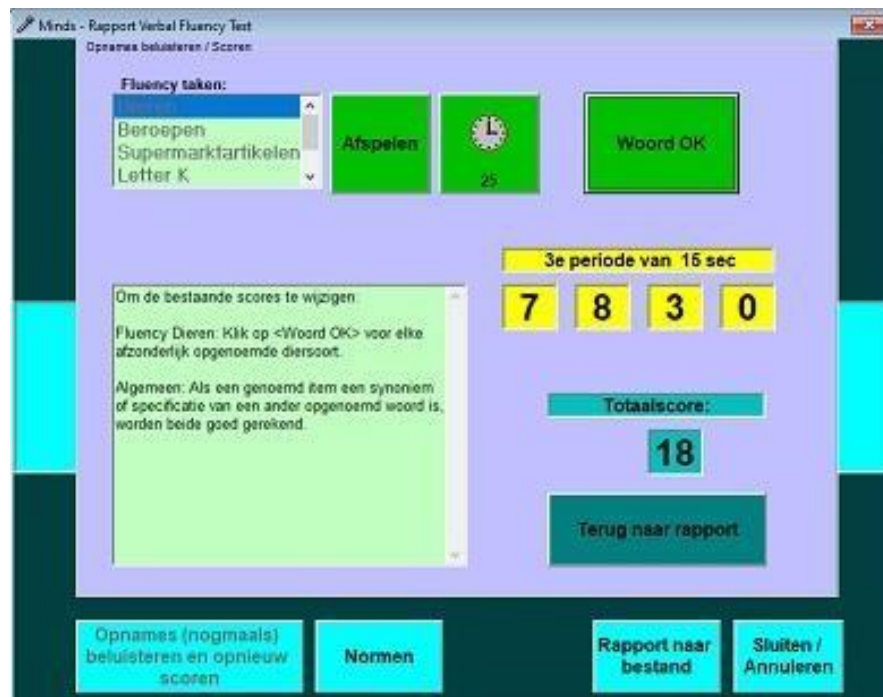 Minds - Rapport Verbal Fluency Test
Opnames beluisteren / Scoren
Fluency taken:
Dieren
Beroepen
Supermarktartikelen
Letter K
Afspelen
25
Woord OK
3e periode van 15 sec
7 8 3 0
Om de bestaande scores te wijzigen:
Fluency Dieren: Klik op <Woord OK> voor elke
afzonderlijk opgenoemde diersoort.
Algemeen: Als een genoemd item een synoniem
of specificatie van een ander opgenoemd woord is,
worden beide goed gerekend.
Totaalscore:
18
Terug naar rapport
Opnames (nogmaals)
beluisteren en opnieuw
scoren
Normen
Rapport naar
bestand
Sluiten /
Annuleren